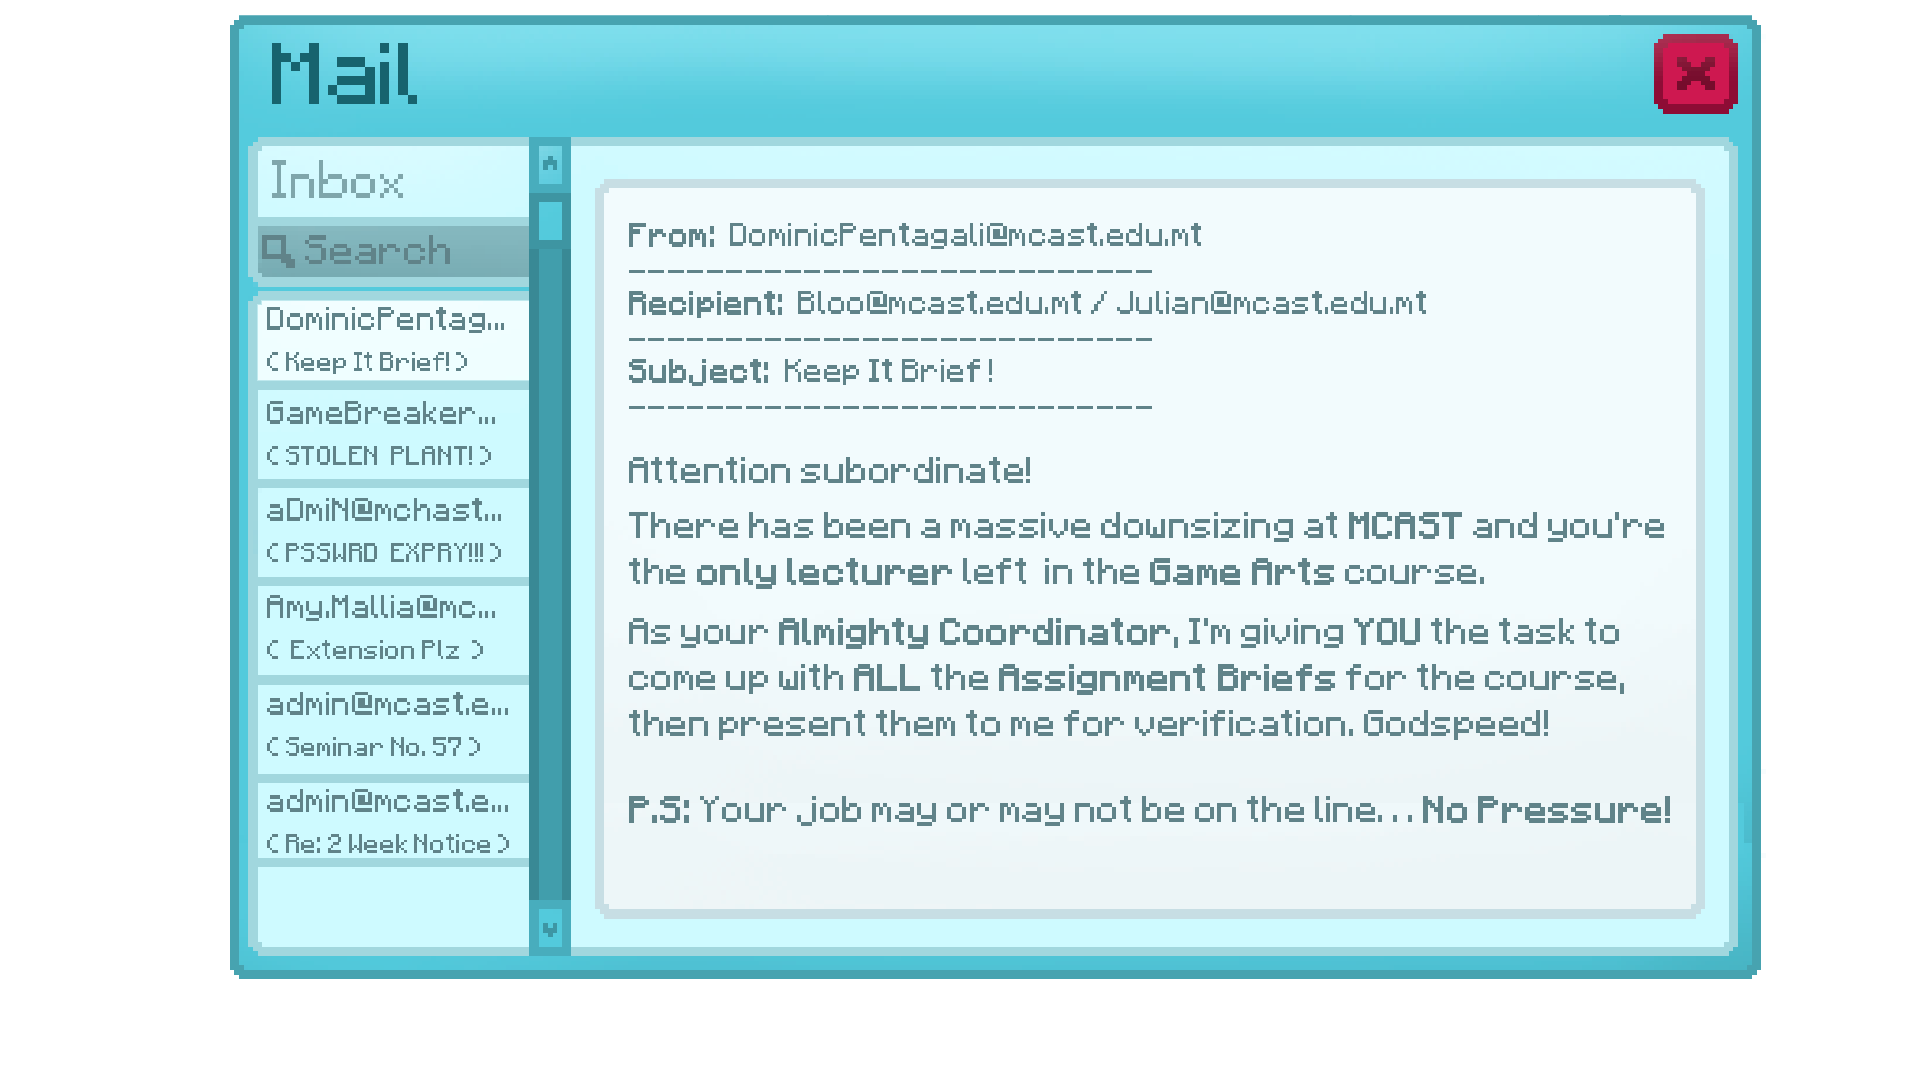 Mail
Inbox
Search
DominicPentag...
( Keep It Brief! )
GameBreaker...
( STOLEN PLANT! )
aDmiN@mchast...
( PSSWRD EXPRY!!! )
Amy.Mallia@mc...
( Extension Plz )
admin@mcast.e...
( Seminar No. 57 )
admin@mcast.e...
( Re: 2 Week Notice )
From: DominicPentagali@mcast.edu.mt
---------------------------
Recipient: Bloo@mcast.edu.mt / Julian@mcast.edu.mt
---------------------------
Subject: Keep It Brief!
---------------------------
Attention subordinate!
There has been a massive downsizing at MCAST and you're
the only lecturer left in the Game Arts course.
As your Almighty Coordinator, I'm giving YOU the task to
come up with ALL the Assignment Briefs for the course,
then present them to me for verification. Godspeed!
P.S: Your job may or may not be on the line... No Pressure!